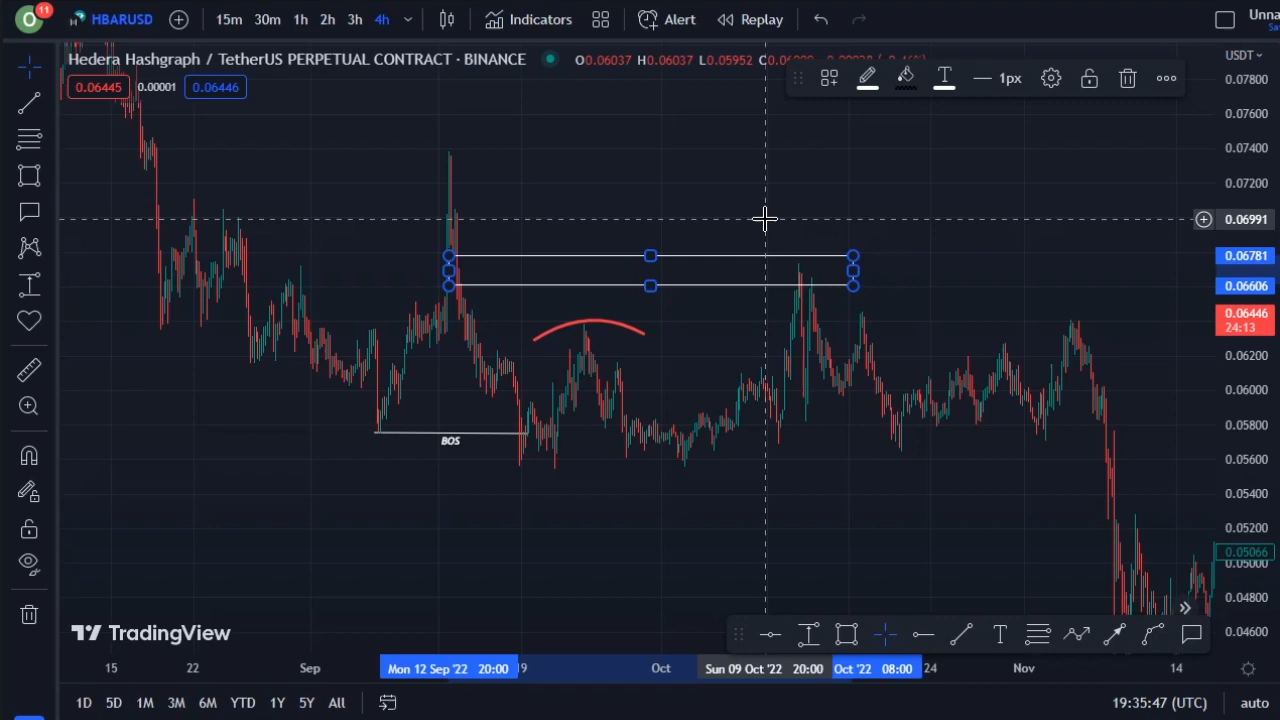 O 11 HBARUSD 15m 30m 1h 2h 3h 4h Indicators Alert Replay Unna
Sa
Hedera Hashgraph / TetherUS PERPETUAL CONTRACT · BINANCE O0.06037 H0.06037 L0.05952 USDT
0.06445 0.00001 0.06446 1px
0.07800
0.07600
0.07400
0.07200
0.06991
0.06781
0.06606
0.06446
24:13
0.06200
0.06000
0.05800
BOS
0.05600
0.05400
0.05200
0.05066
0.05000
0.04800
0.04600
TradingView
15 22 Sep Mon 12 Sep '22 20:00 Oct Sun 09 Oct '22 20:00 Oct '22 08:00 24 Nov 14
1D 5D 1M 3M 6M YTD 1Y 5Y All 19:35:47 (UTC) auto